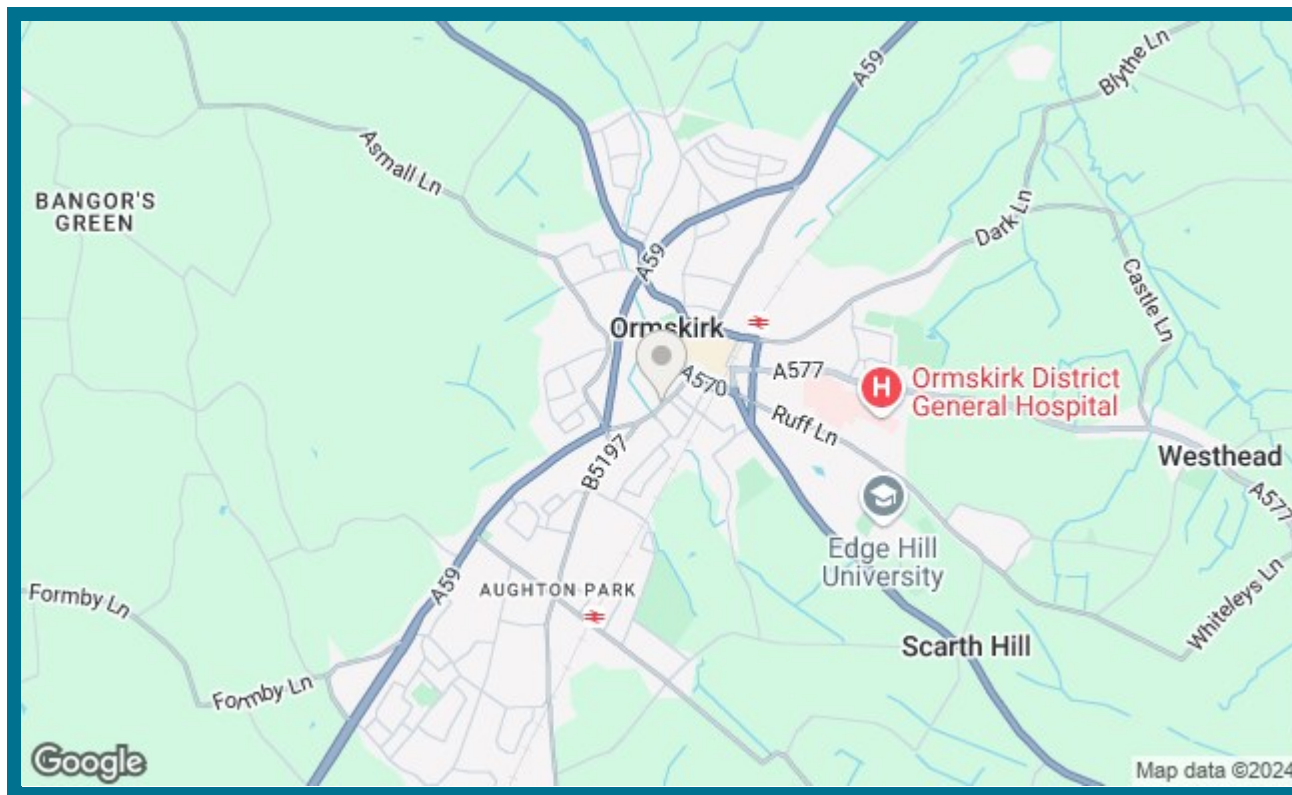 A59
Blythe Ln
Asmall Ln
BANGOR'S
GREEN
Dark Ln
A59
Castle Ln
Ormskirk
A570
A577
Ormskirk District
General Hospital
H
Ruff Ln
B5197
Westhead
A577
Edge Hill
University
A59
AUGHTON PARK
Formby Ln
Whiteleys Ln
Scarth Hill
Formby Ln
Google
Map data ©2024